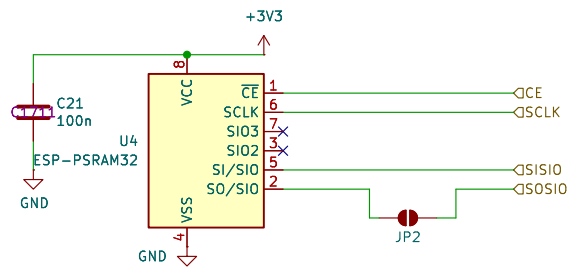 +3V3
8
VCC
C21
C1711
100n
U4
ESP-PSRAM32
CE
1
CE
SCLK
6
SCLK
SIO3
7
SIO2
3
SI/SIO
5
SISIO
SO/SIO
2
SOSIO
VSS
4
JP2
GND
GND